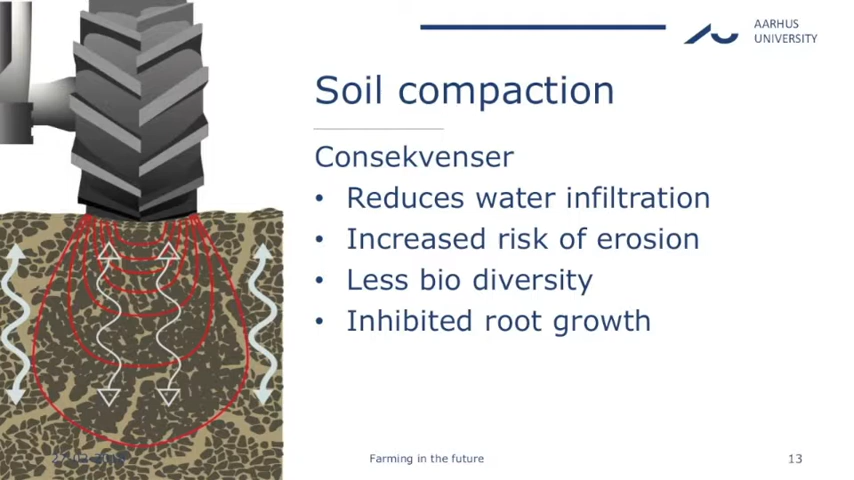 AARHUS
UNIVERSITY
Soil compaction
Consekvenser
• Reduces water infiltration
• Increased risk of erosion
• Less bio diversity
• Inhibited root growth
Farming in the future
13